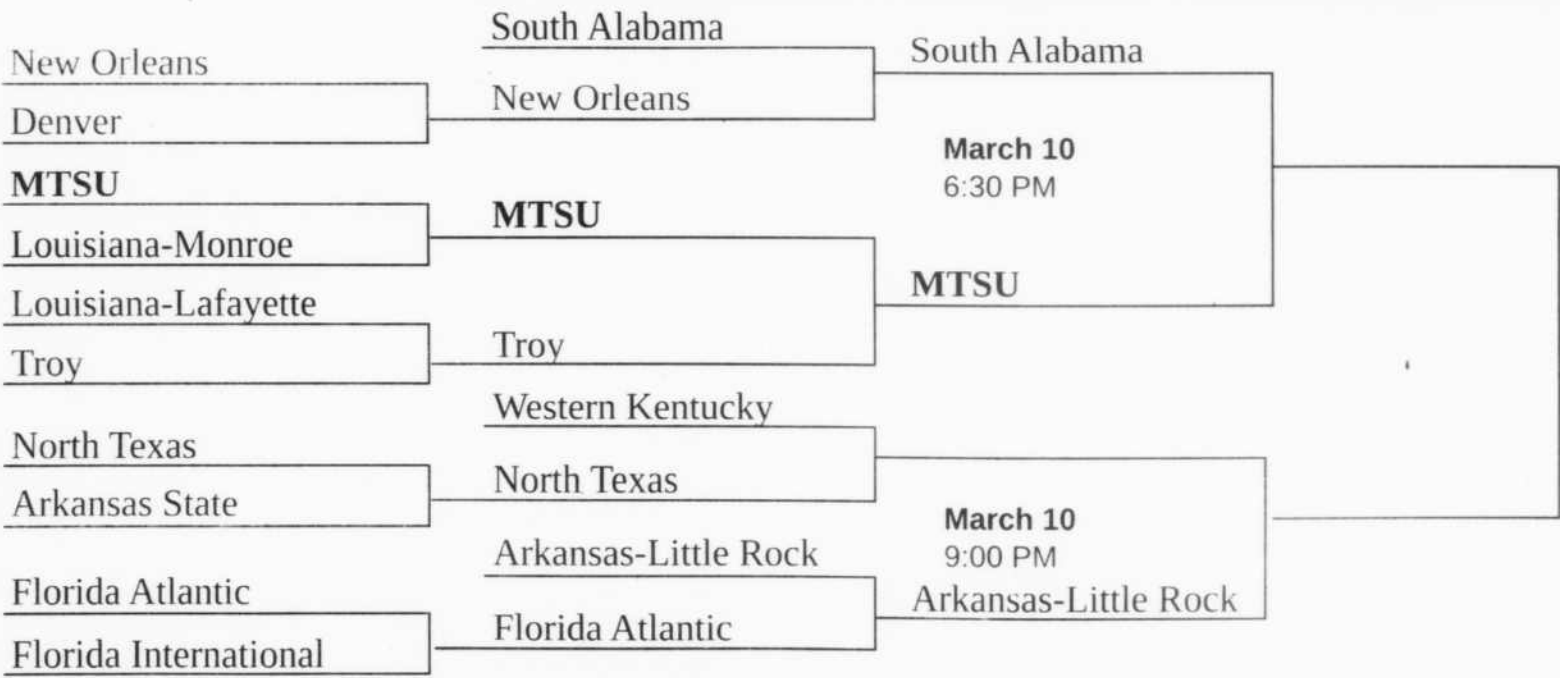 New Orleans
Denver
MTSU
Louisiana-Monroe
Louisiana-Lafayette
Troy
North Texas
Arkansas State
Florida Atlantic
Florida International
South Alabama
New Orleans
MTSU
Troy
Western Kentucky
North Texas
Arkansas-Little Rock
Florida Atlantic
South Alabama
March 10
6:30 PM
MTSU
March 10
9:00 PM
Arkansas-Little Rock